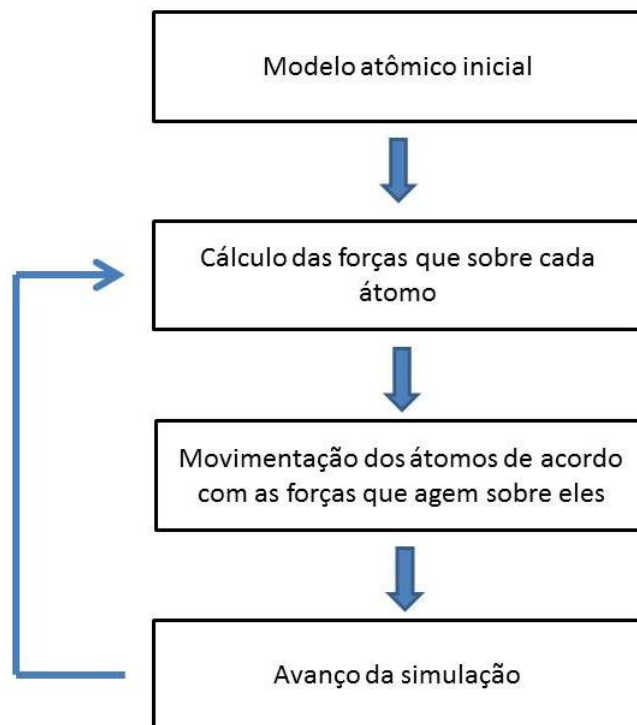 Modelo atômico inicial
Cálculo das forças que sobre cada
átomo
Movimentação dos átomos de acordo
com as forças que agem sobre eles
Avanço da simulação